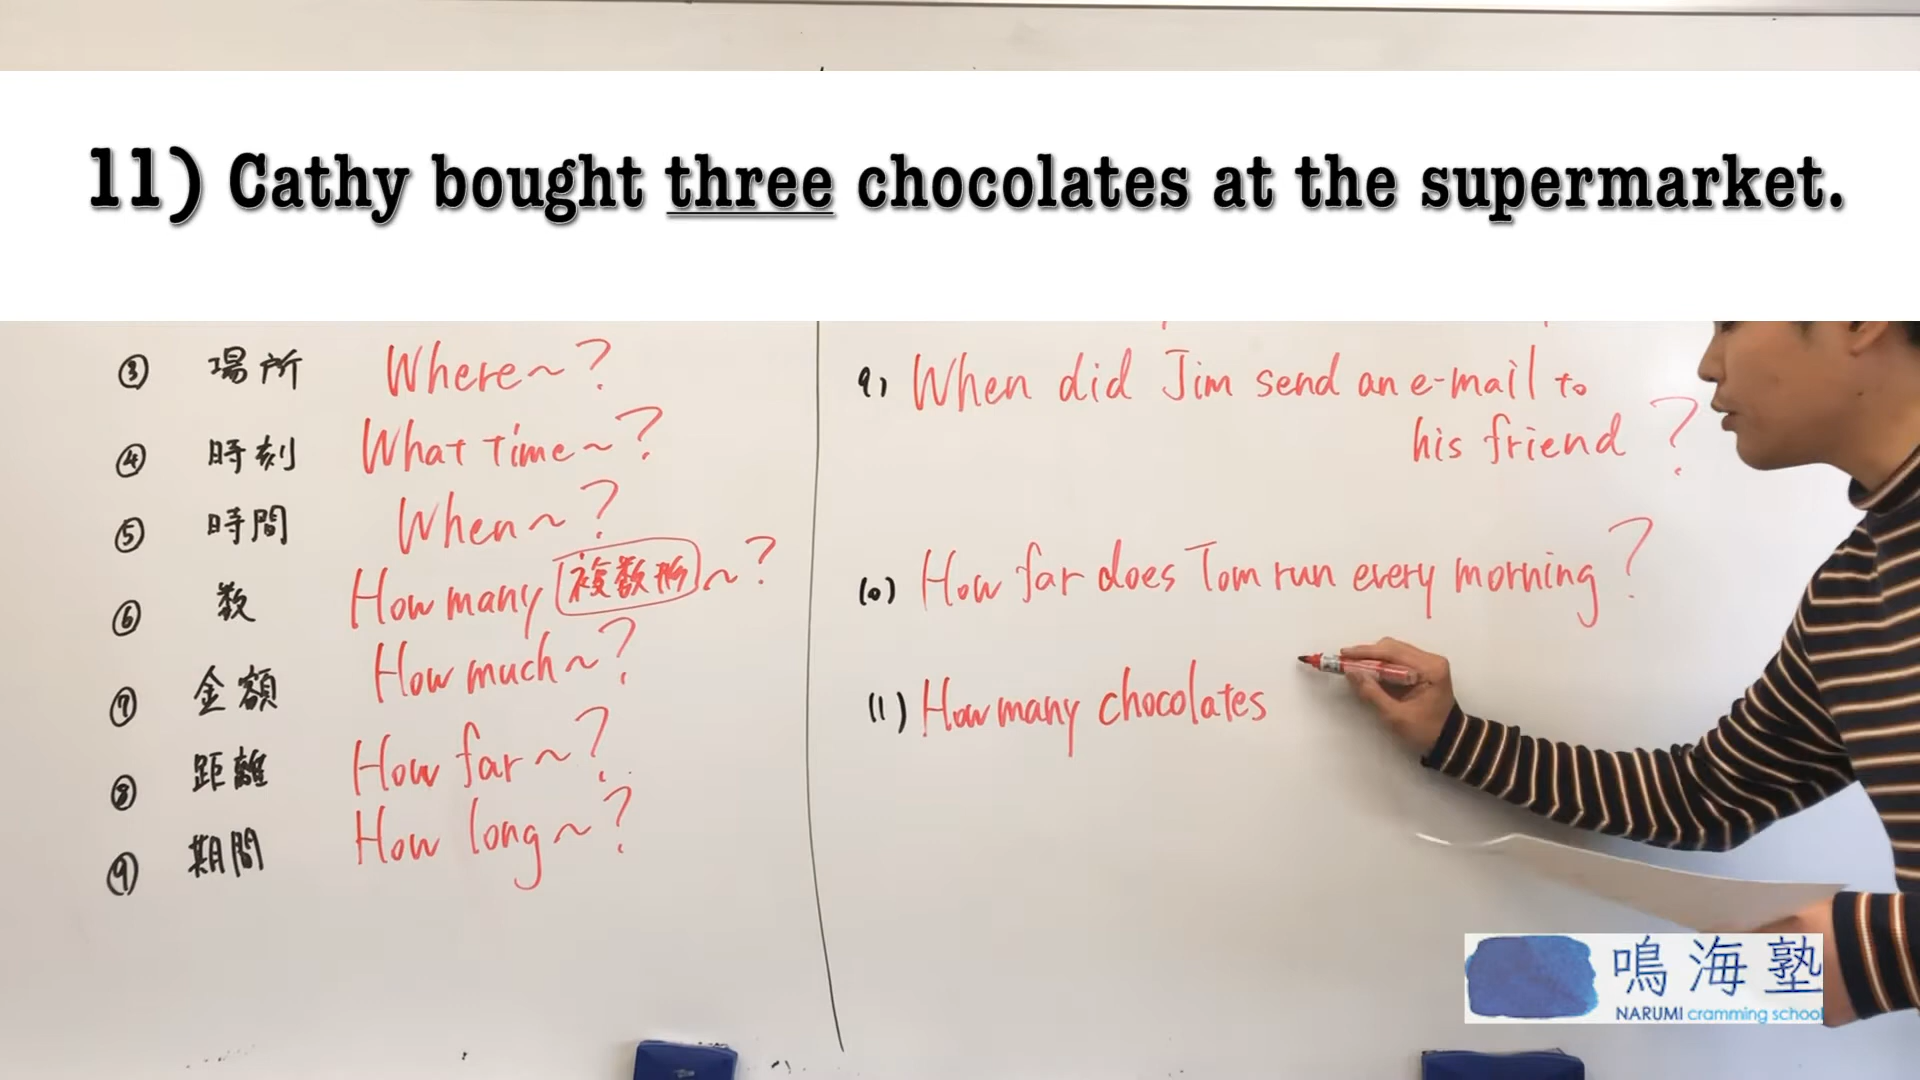 11) Cathy bought three chocolates at the supermarket.
③ 場所 Where~?
④ 時刻 What time~?
⑤ 時間 When~?
⑥ 数 How many 複数形~?
⑦ 金額 How much~?
⑧ 距離 How far~?
⑨ 期間 How long~?
9) When did Jim send an e-mail to
his friend ?
10) How far does Tom run every morning?
11) How many chocolates
鳴海塾
NARUMI cramming school